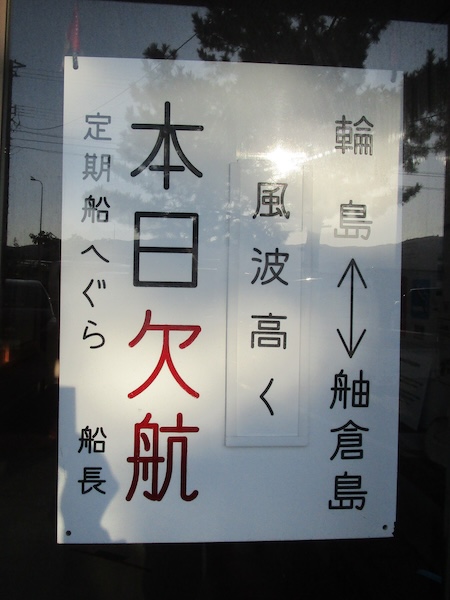 輪島⟷舳倉島
風波高く
本日欠航
定期船へぐら 船長